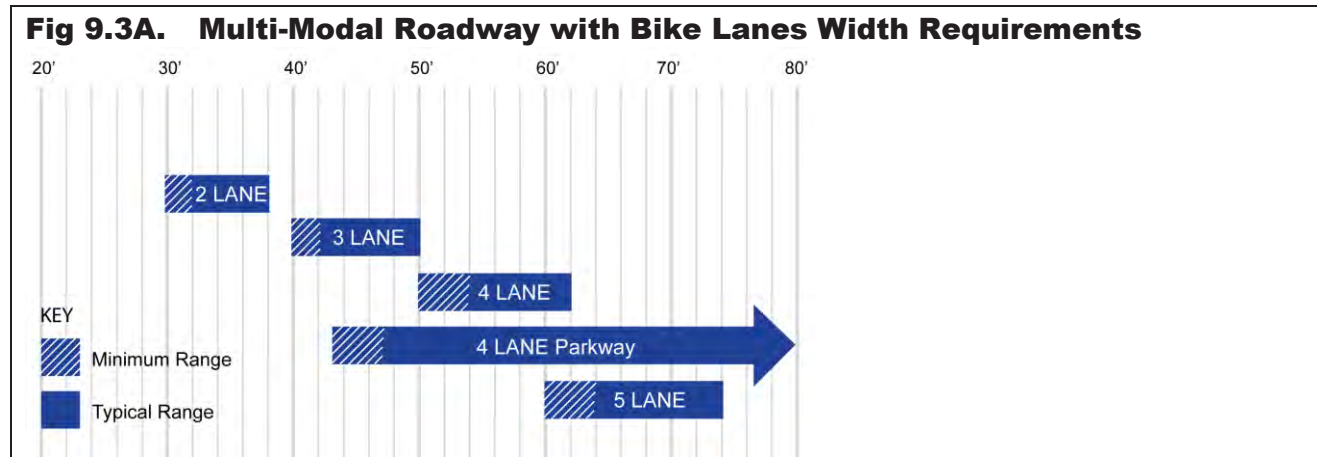 Fig 9.3A. Multi-Modal Roadway with Bike Lanes Width Requirements
20' 30' 40' 50' 60' 70' 80'
2 LANE
3 LANE
4 LANE
4 LANE Parkway
5 LANE
KEY
Minimum Range
Typical Range